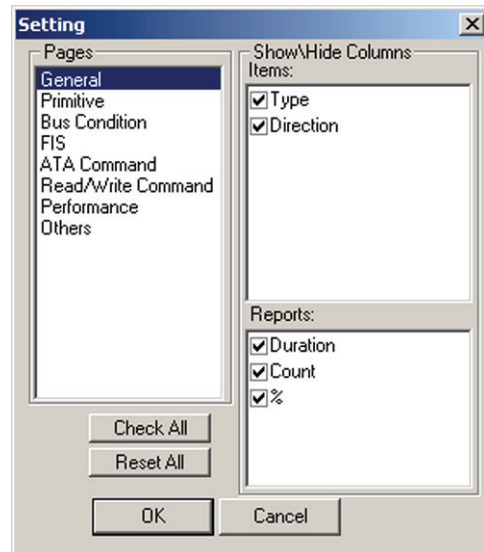 Setting
Pages
General
Primitive
Bus Condition
FIS
ATA Command
Read/Write Command
Performance
Others
Check All
Reset All
Show\Hide Columns
Items:
Type
Direction
Reports:
Duration
Count
%
OK
Cancel